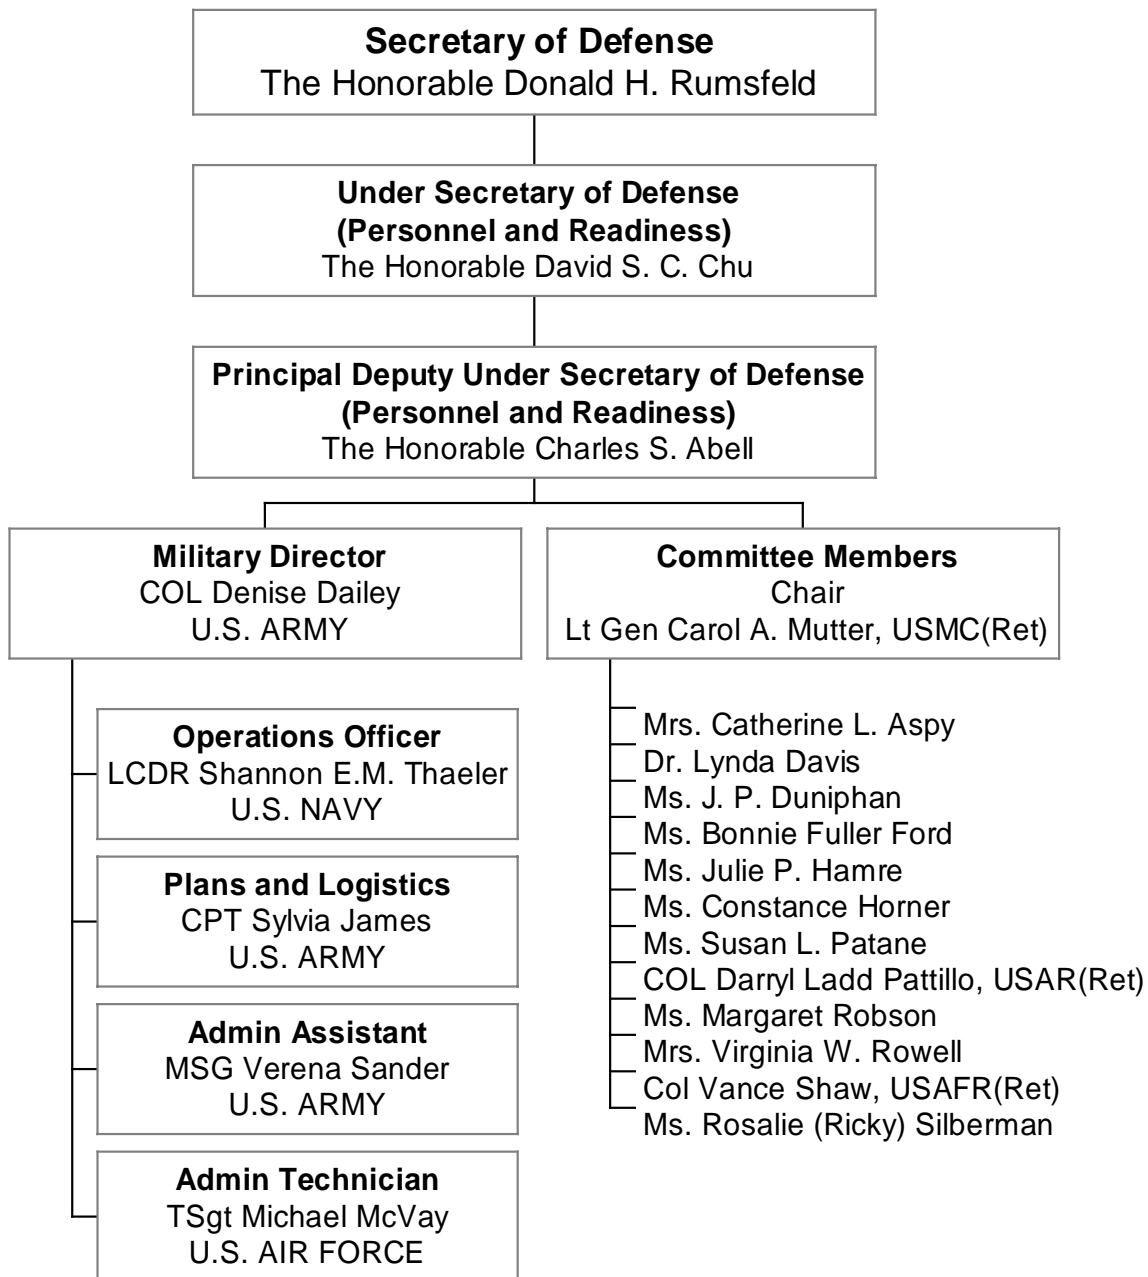 Secretary of Defense
The Honorable Donald H. Rumsfeld
Under Secretary of Defense
(Personnel and Readiness)
The Honorable David S. C. Chu
Principal Deputy Under Secretary of Defense
(Personnel and Readiness)
The Honorable Charles S. Abell
Military Director
COL Denise Dailey
U.S. ARMY
Operations Officer
LCDR Shannon E.M. Thaeler
U.S. NAVY
Plans and Logistics
CPT Sylvia James
U.S. ARMY
Admin Assistant
MSG Verena Sander
U.S. ARMY
Admin Technician
TSgt Michael McVay
U.S. AIR FORCE
Committee Members
Chair
Lt Gen Carol A. Mutter, USMC(Ret)
Mrs. Catherine L. Aspy
Dr. Lynda Davis
Ms. J. P. Duniphan
Ms. Bonnie Fuller Ford
Ms. Julie P. Hamre
Ms. Constance Horner
Ms. Susan L. Patane
COL Darryl Ladd Pattillo, USAR(Ret)
Ms. Margaret Robson
Mrs. Virginia W. Rowell
Col Vance Shaw, USAFR(Ret)
Ms. Rosalie (Ricky) Silberman